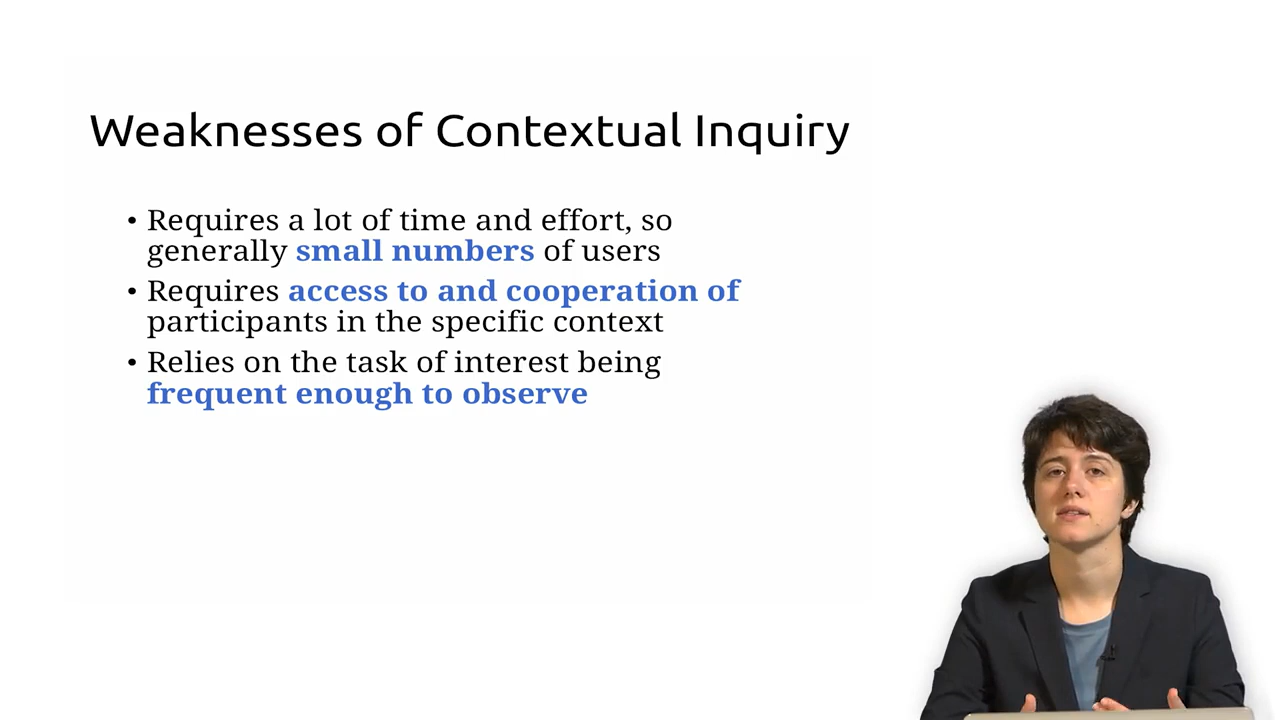 Weaknesses of Contextual Inquiry
• Requires a lot of time and effort, so
generally small numbers of users
• Requires access to and cooperation of
participants in the specific context
• Relies on the task of interest being
frequent enough to observe